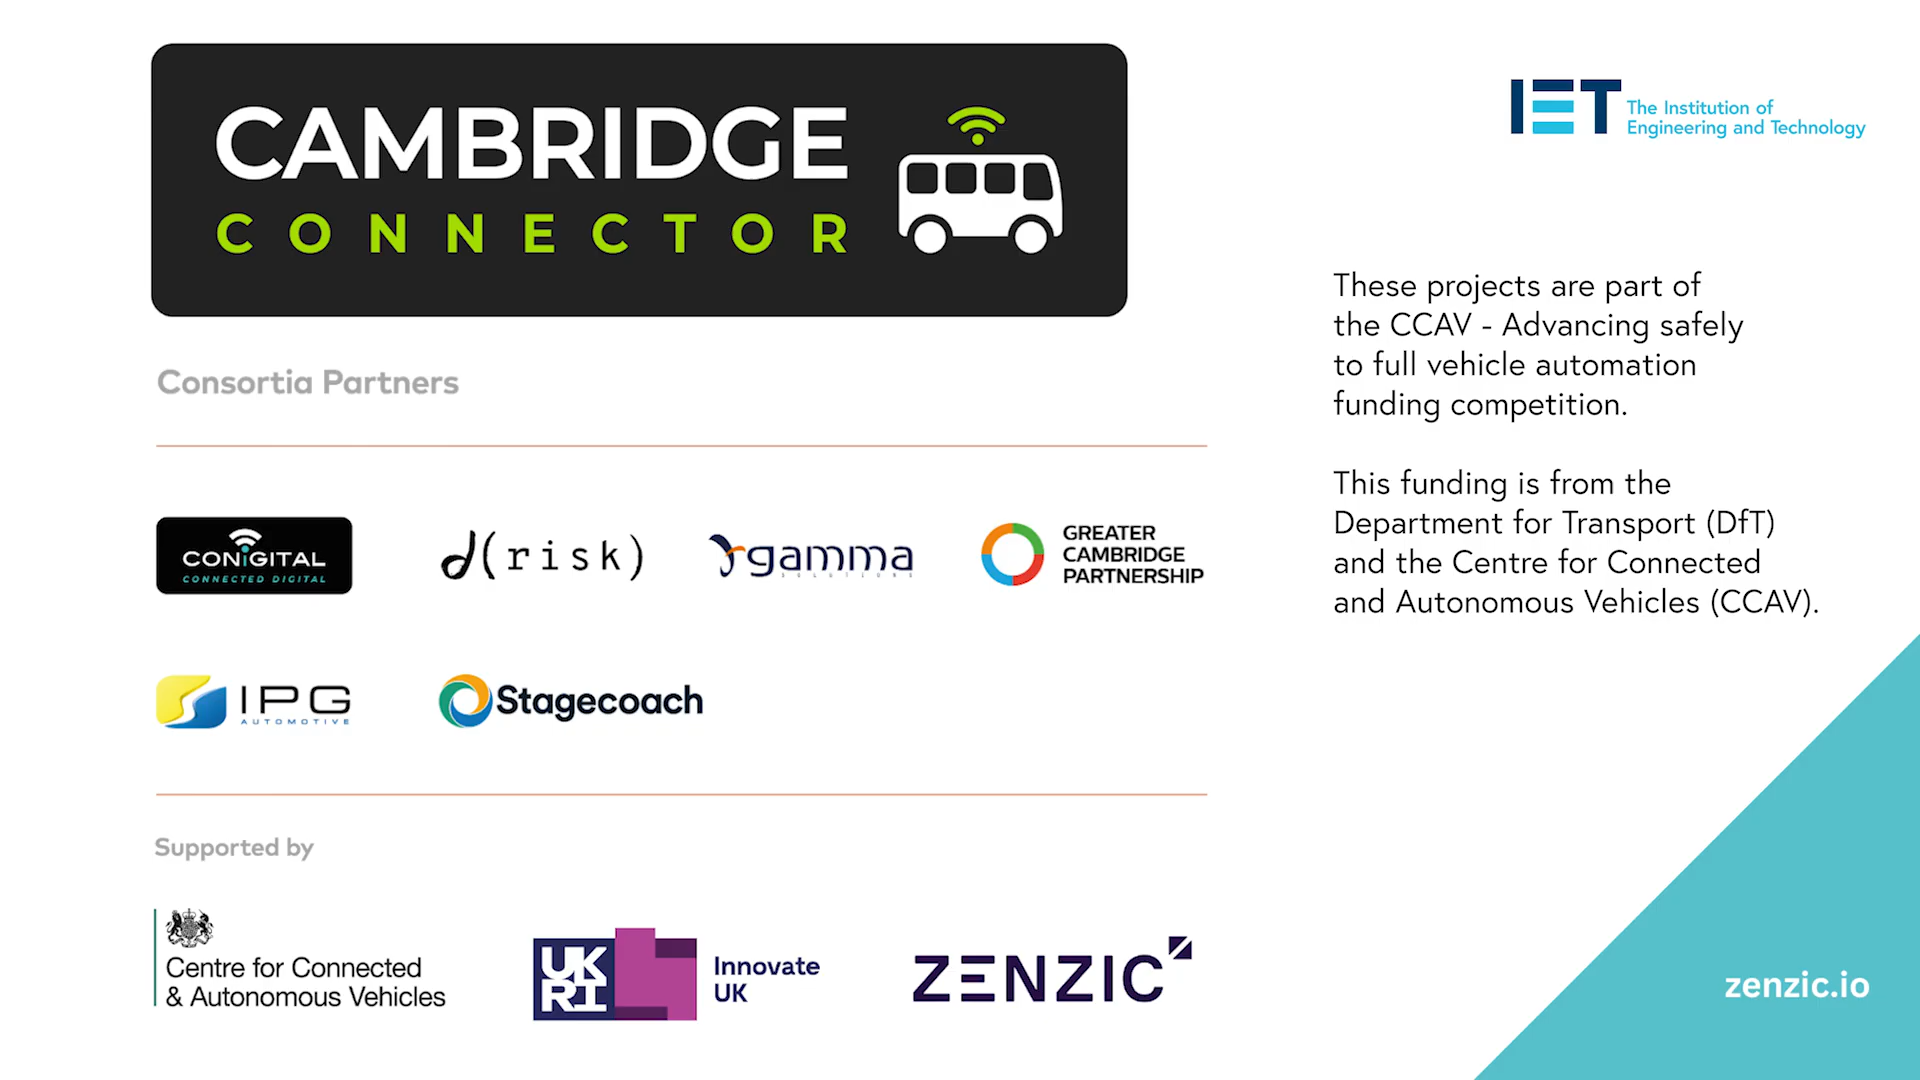 CAMBRIDGE
CONNECTOR
IET The Institution of
Engineering and Technology
These projects are part of
the CCAV - Advancing safely
to full vehicle automation
funding competition.
This funding is from the
Department for Transport (DfT)
and the Centre for Connected
and Autonomous Vehicles (CCAV).
Consortia Partners
CONiGITAL
CONNECTED DIGITAL
d(risk)
gamma
SOLUTIONS
GREATER
CAMBRIDGE
PARTNERSHIP
IPG
AUTOMOTIVE
Stagecoach
Supported by
Centre for Connected
& Autonomous Vehicles
UK
RI
Innovate
UK
ZENZIC
zenzic.io